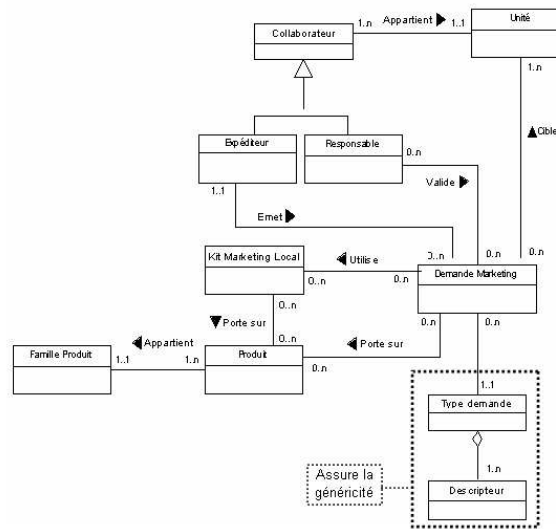 Collaborateur
1..n
Appartient
1..1
Unité
1..n
Cible
Expéditeur
Responsable
0..n
1..1
Valide
Emet
0..n
0..n
0..n
Kit Marketing Local
Utilise
0..n
0..n
Demande Marketing
0..n
Porte sur
0..n
Appartient
Porte sur
0..n
0..n
Famille Produit
1..1
1..n
Produit
0..n
1..1
Type demande
1..n
Assure la
généricité
Descripteur